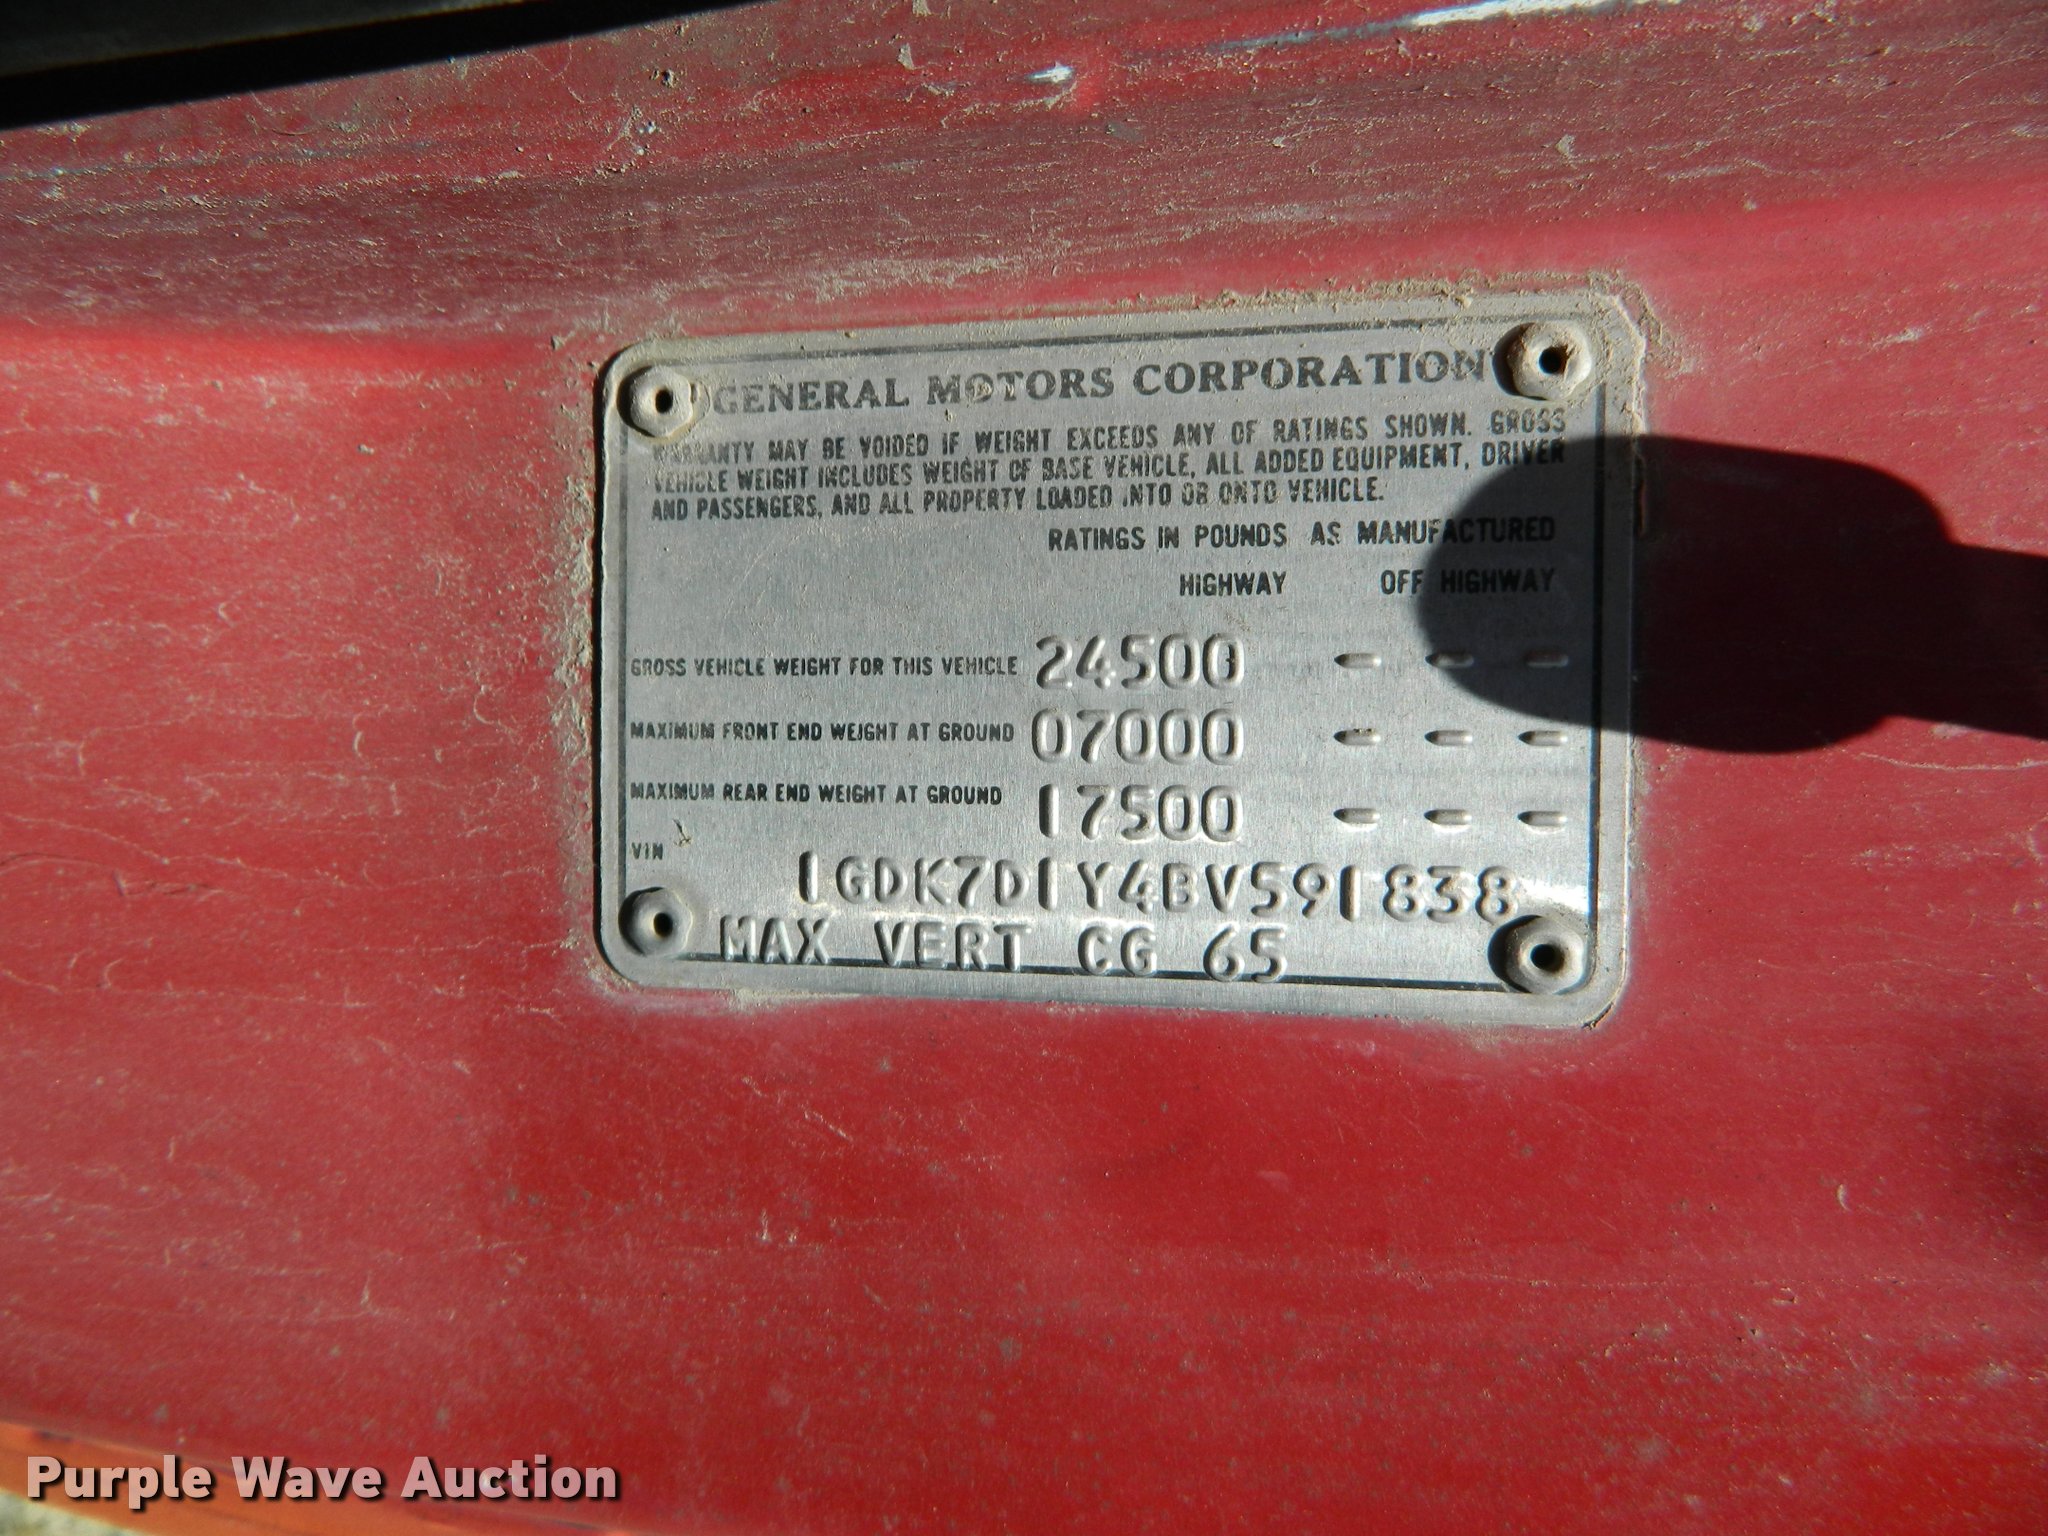 GENERAL MOTORS CORPORATION
WARRANTY MAY BE VOIDED IF WEIGHT EXCEEDS ANY OF RATINGS SHOWN. GROSS
VEHICLE WEIGHT INCLUDES WEIGHT OF BASE VEHICLE, ALL ADDED EQUIPMENT, DRIVER
AND PASSENGERS, AND ALL PROPERTY LOADED INTO OR ONTO VEHICLE.
RATINGS IN POUNDS AS MANUFACTURED
HIGHWAY OFF HIGHWAY
GROSS VEHICLE WEIGHT FOR THIS VEHICLE 24500 - - -
MAXIMUM FRONT END WEIGHT AT GROUND 07000 - - -
MAXIMUM REAR END WEIGHT AT GROUND 17500 - - -
VIN 1GDK7D1Y4BV591838
MAX VERT CG 65
Purple Wave Auction